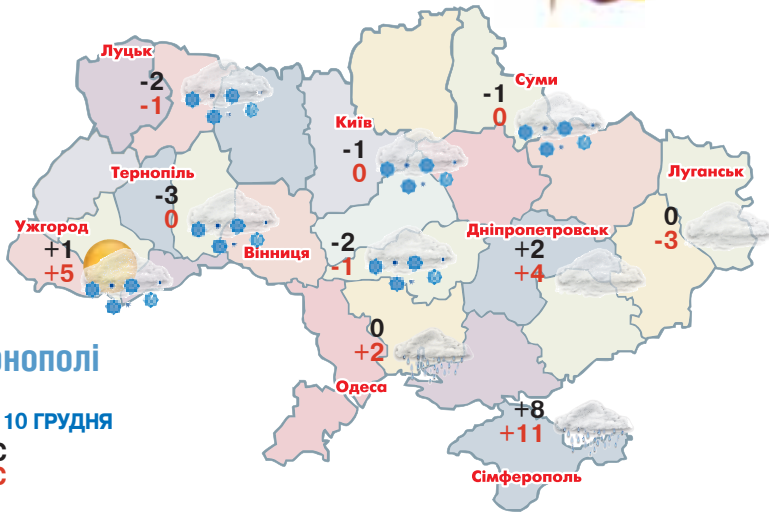 Луцьк
-2
-1
Суми
-1
0
Київ
-1
0
Тернопіль
-3
0
Луганськ
0
-3
Ужгород
+1
+5
Вінниця
-2
-1
Дніпропетровськ
+2
+4
0
+2
Одеса
+8
+11
Сімферополь
10 ГРУДНЯ
С
С